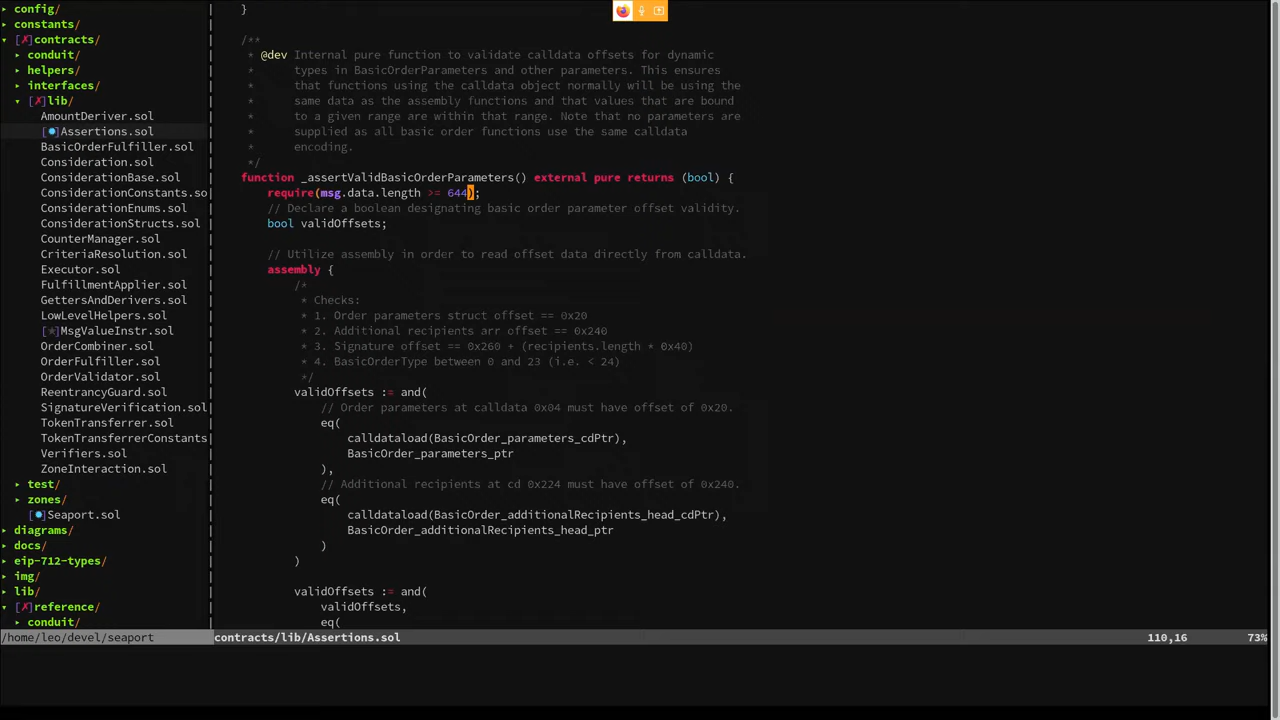 ▸ config/
▸ constants/
▾ [✗]contracts/
▸ conduit/
▸ helpers/
▸ interfaces/
▾ [✗]lib/
AmountDeriver.sol
[●]Assertions.sol
BasicOrderFulfiller.sol
Consideration.sol
ConsiderationBase.sol
ConsiderationConstants.so
ConsiderationEnums.sol
ConsiderationStructs.sol
CounterManager.sol
CriteriaResolution.sol
Executor.sol
FulfillmentApplier.sol
GettersAndDerivers.sol
LowLevelHelpers.sol
[★]MsgValueInstr.sol
OrderCombiner.sol
OrderFulfiller.sol
OrderValidator.sol
ReentrancyGuard.sol
SignatureVerification.sol
TokenTransferrer.sol
TokenTransferrerConstants
Verifiers.sol
ZoneInteraction.sol
▸ test/
▸ zones/
[●]Seaport.sol
▸ diagrams/
▸ docs/
▸ eip-712-types/
▸ img/
▸ lib/
▾ [✗]reference/
▸ conduit/
/home/leo/devel/seaport
}
/**
* @dev Internal pure function to validate calldata offsets for dynamic
* types in BasicOrderParameters and other parameters. This ensures
* that functions using the calldata object normally will be using the
* same data as the assembly functions and that values that are bound
* to a given range are within that range. Note that no parameters are
* supplied as all basic order functions use the same calldata
* encoding.
*/
function _assertValidBasicOrderParameters() external pure returns (bool) {
require(msg.data.length >= 644);
// Declare a boolean designating basic order parameter offset validity.
bool validOffsets;
// Utilize assembly in order to read offset data directly from calldata.
assembly {
/*
* Checks:
* 1. Order parameters struct offset == 0x20
* 2. Additional recipients arr offset == 0x240
* 3. Signature offset == 0x260 + (recipients.length * 0x40)
* 4. BasicOrderType between 0 and 23 (i.e. < 24)
*/
validOffsets := and(
// Order parameters at calldata 0x04 must have offset of 0x20.
eq(
calldataload(BasicOrder_parameters_cdPtr),
BasicOrder_parameters_ptr
),
// Additional recipients at cd 0x224 must have offset of 0x240.
eq(
calldataload(BasicOrder_additionalRecipients_head_cdPtr),
BasicOrder_additionalRecipients_head_ptr
)
)
validOffsets := and(
validOffsets,
eq(
contracts/lib/Assertions.sol 110,16 73%